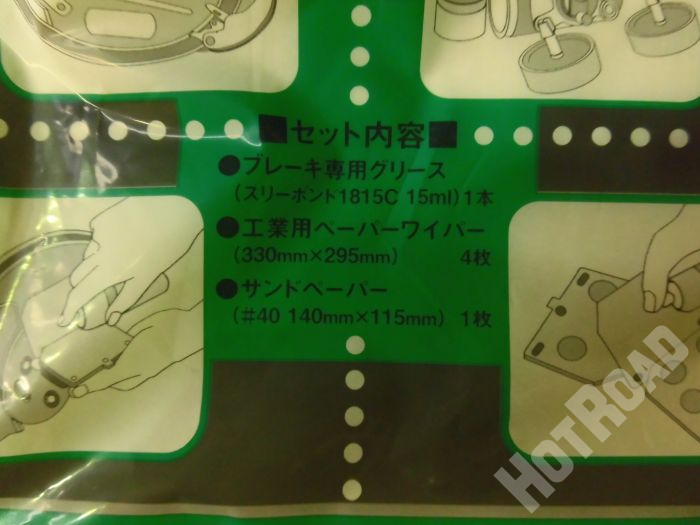 ■セット内容■
●ブレーキ専用グリース
(スリーボンド1815C 15ml)1本
●工業用ペーパーワイパー
(330mm×295mm) 4枚
●サンドペーパー
(♯40 140mm×115mm) 1枚
HOTROAD